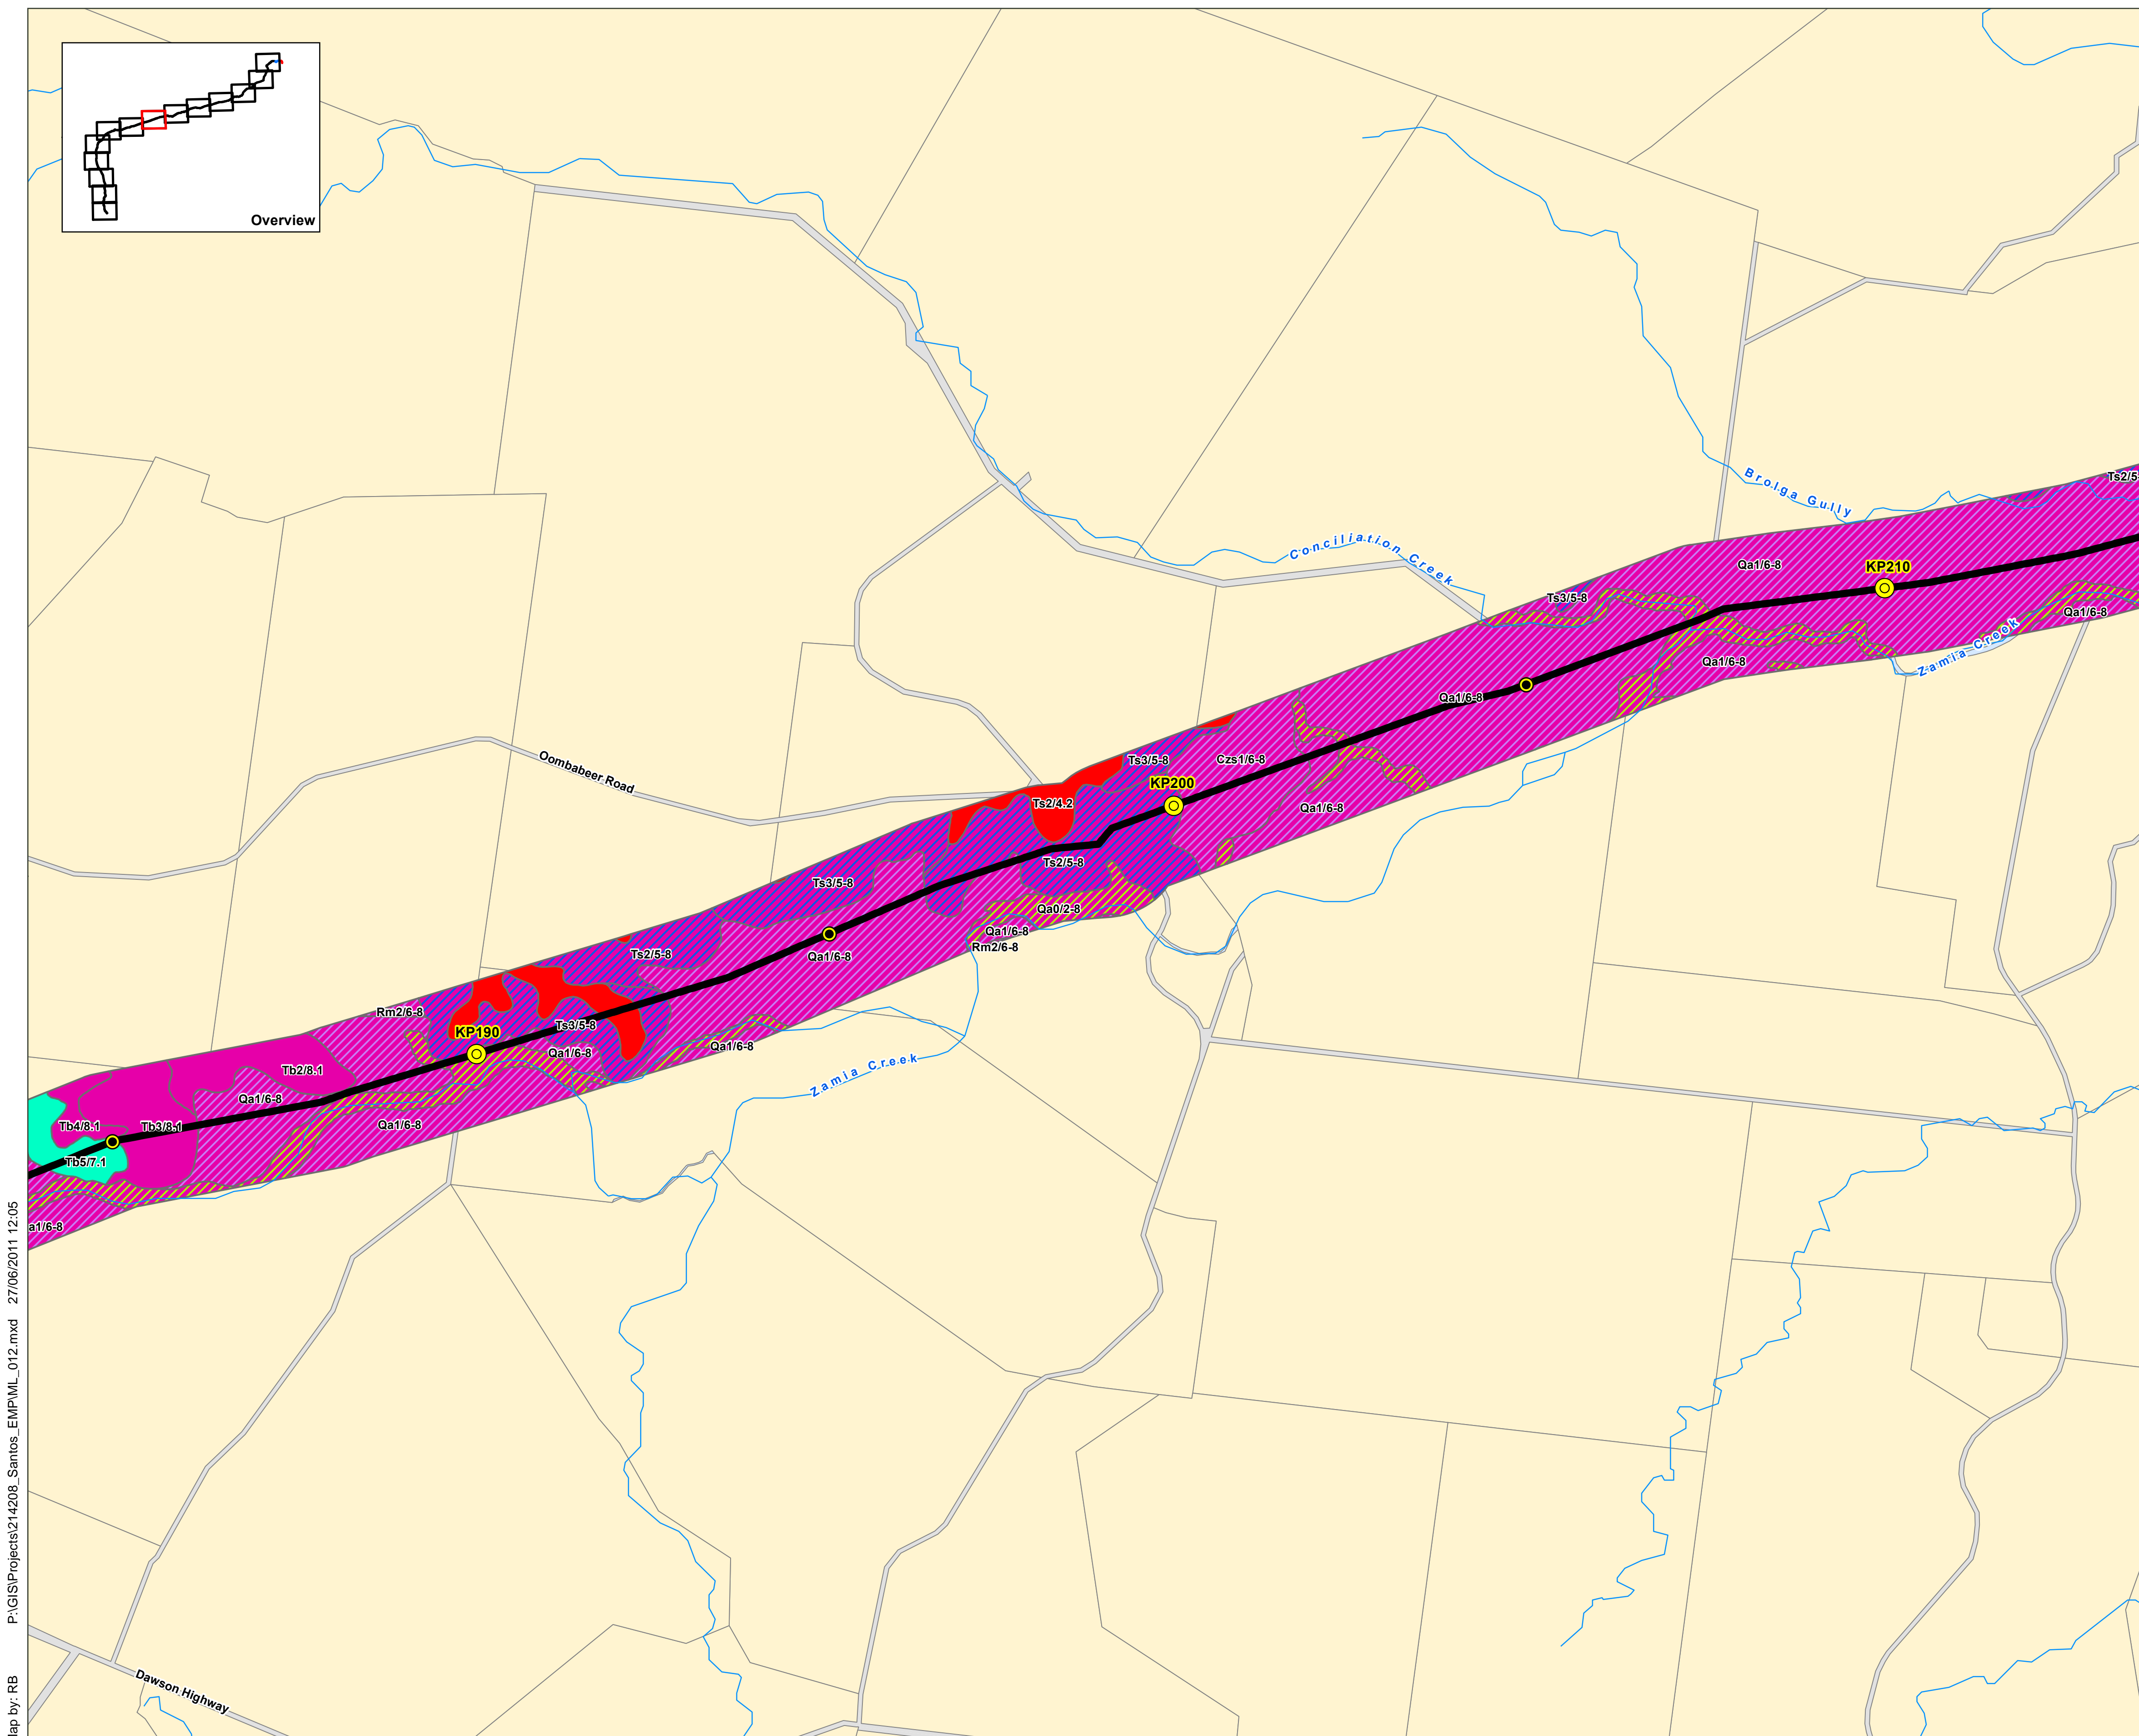 Overview
Brolga Gully
Ts2/5-
Conciliation Creek
Qa1/6-8
KP210
Ts3/5-8
Qa1/6-8
Zamia Creek
Qa1/6-8
Qa1/6-8
Oombabeer Road
Ts3/5-8
Czs1/6-8
KP200
Ts2/4.2
Qa1/6-8
Ts2/5-8
Ts3/5-8
Qa0/2-8
Qa1/6-8
Rm2/6-8
Ts2/5-8
Qa1/6-8
Rm2/6-8
KP190
Ts3/5-8
Qa1/6-8
Qa1/6-8
Zamia Creek
Tb2/8.1
Qa1/6-8
Qa1/6-8
Tb4/8.1
Tb3/8.1
Tb5/7.1
a1/6-8
Dawson Highway
lap by: RB P:\GIS\Projects\214208_Santos_EMP\ML_012.mxd 27/06/2011 12:05